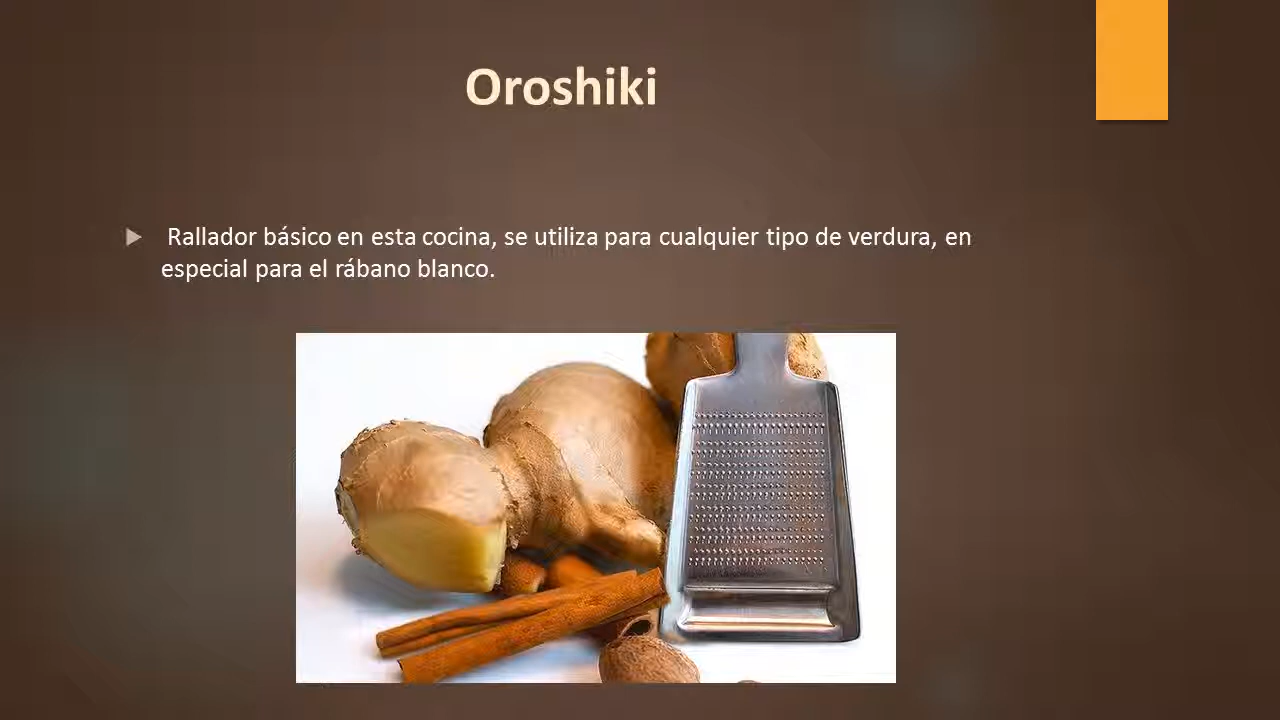 Oroshiki
Rallador básico en esta cocina, se utiliza para cualquier tipo de verdura, en
especial para el rábano blanco.